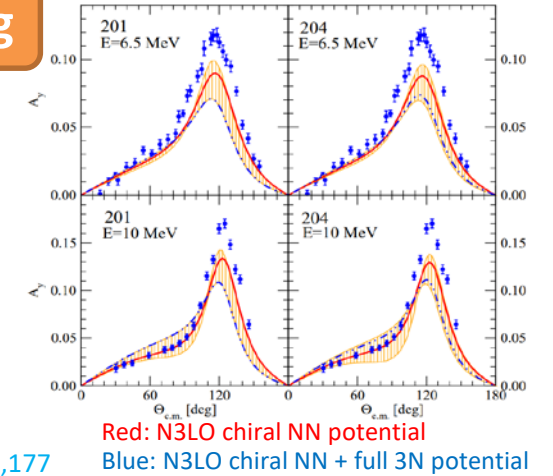 g
201
E=6.5 MeV
204
E=6.5 MeV
0.10
0.10
A_y
0.05
0.05
0.00
0.00
201
E=10 MeV
204
E=10 MeV
0.15
0.15
A_y
0.10
0.10
0.05
0.05
0.00
0.00
0 60 120 0 60 120 180
Θc.m. [deg] Θc.m. [deg]
Red: N3LO chiral NN potential
,177 Blue: N3LO chiral NN + full 3N potential